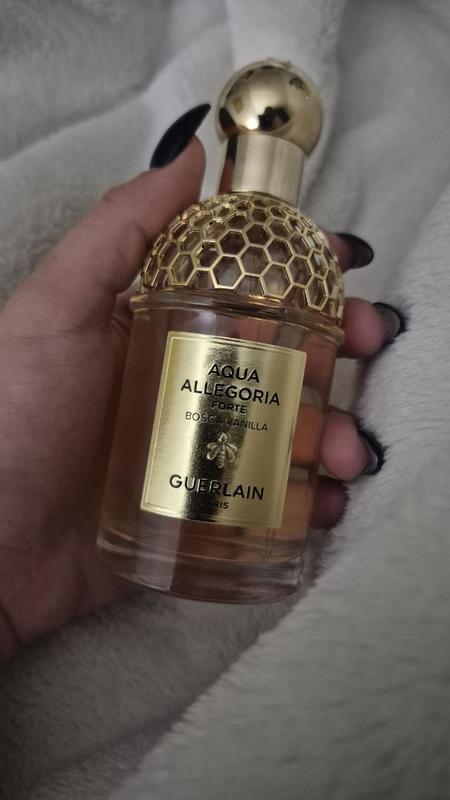 AQUA
ALLEGORIA
FORTE
BOSCA VANILLA
GUERLAIN
PARIS